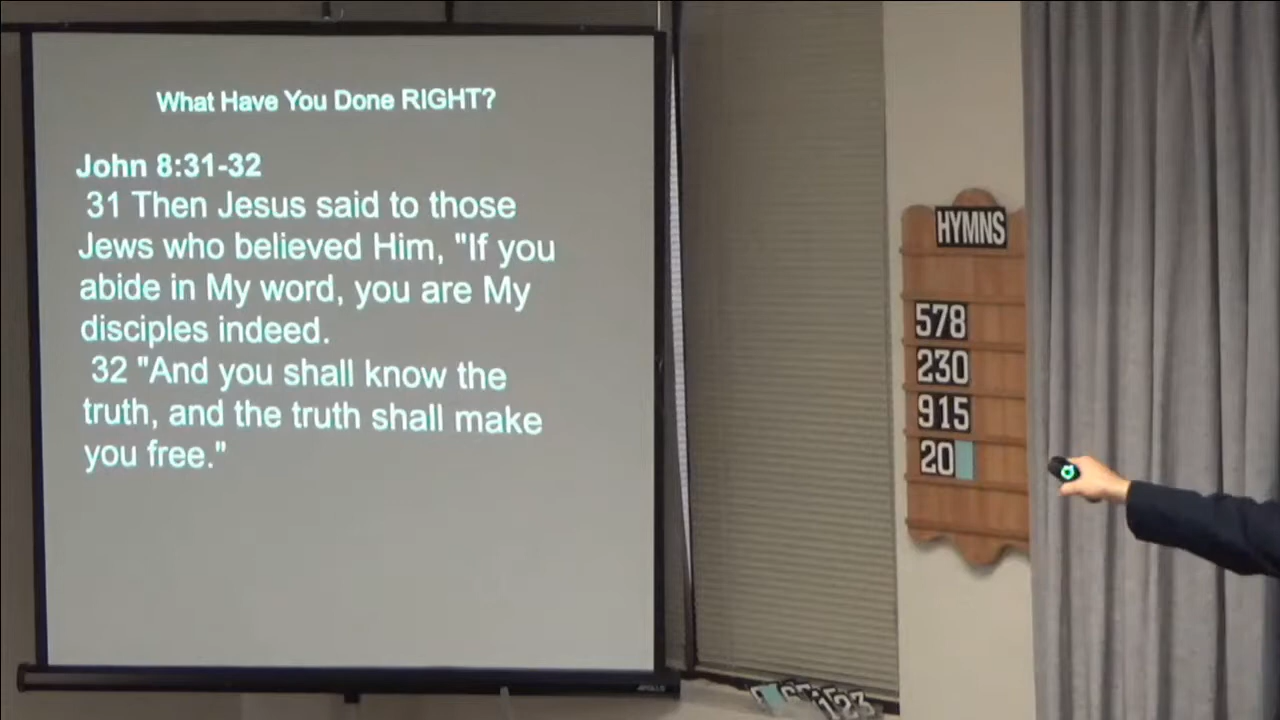 What Have You Done RIGHT?
John 8:31-32
31 Then Jesus said to those
Jews who believed Him, "If you
abide in My word, you are My
disciples indeed.
32 "And you shall know the
truth, and the truth shall make
you free."
HYMNS
578
230
915
20